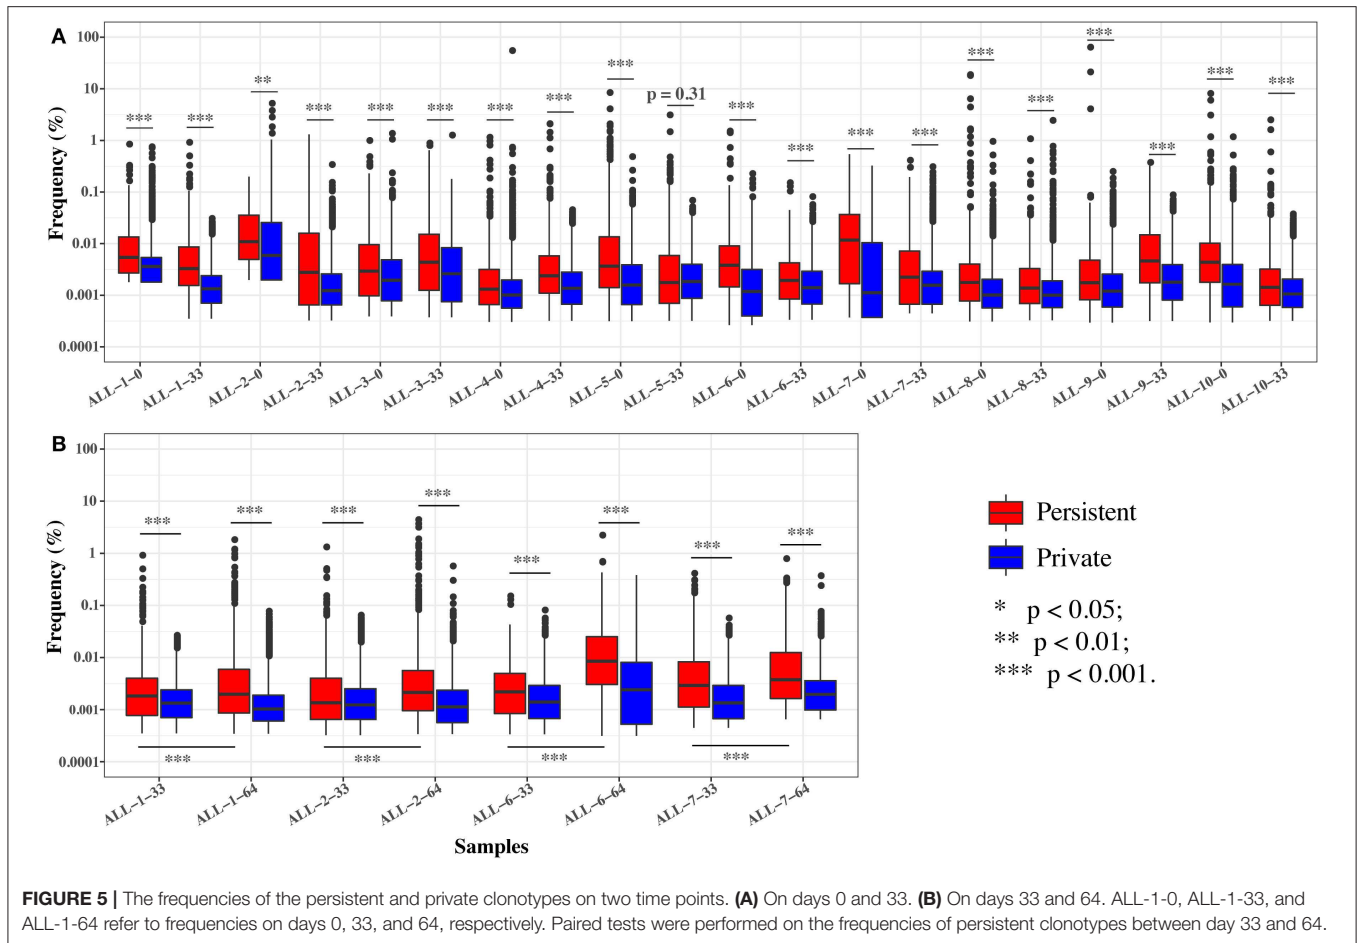 A
100
10
1
0.1
0.01
0.001
0.0001
Frequency (%)
*** *** ** *** *** *** *** *** *** p = 0.31 *** *** *** *** *** *** *** *** *** ***
ALL−1−0 ALL−1−33 ALL−2−0 ALL−2−33 ALL−3−0 ALL−3−33 ALL−4−0 ALL−4−33 ALL−5−0 ALL−5−33 ALL−6−0 ALL−6−33 ALL−7−0 ALL−7−33 ALL−8−0 ALL−8−33 ALL−9−0 ALL−9−33 ALL−10−0 ALL−10−33
B
100
10
1
0.1
0.01
0.001
0.0001
Frequency (%)
*** *** *** *** *** *** *** ***
*** *** *** ***
ALL−1−33 ALL−1−64 ALL−2−33 ALL−2−64 ALL−6−33 ALL−6−64 ALL−7−33 ALL−7−64
Samples
Persistent
Private
* p < 0.05;
** p < 0.01;
*** p < 0.001.
FIGURE 5 | The frequencies of the persistent and private clonotypes on two time points. (A) On days 0 and 33. (B) On days 33 and 64. ALL-1-0, ALL-1-33, and
ALL-1-64 refer to frequencies on days 0, 33, and 64, respectively. Paired tests were performed on the frequencies of persistent clonotypes between day 33 and 64.